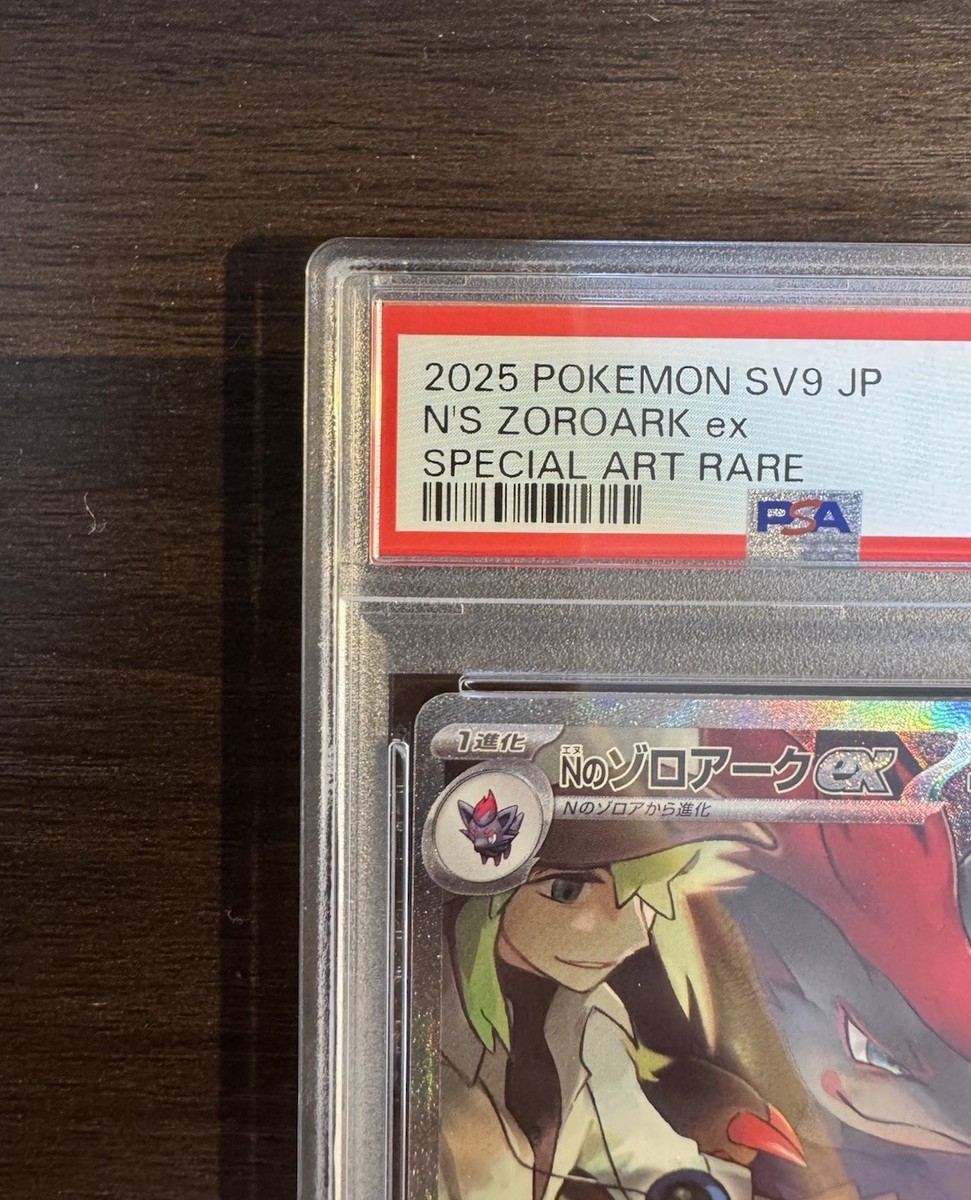 2025 POKEMON SV9 JP
N'S ZOROARK ex
SPECIAL ART RARE
PSA
1進化
エヌ
Nのゾロアークex
Nのゾロアから進化